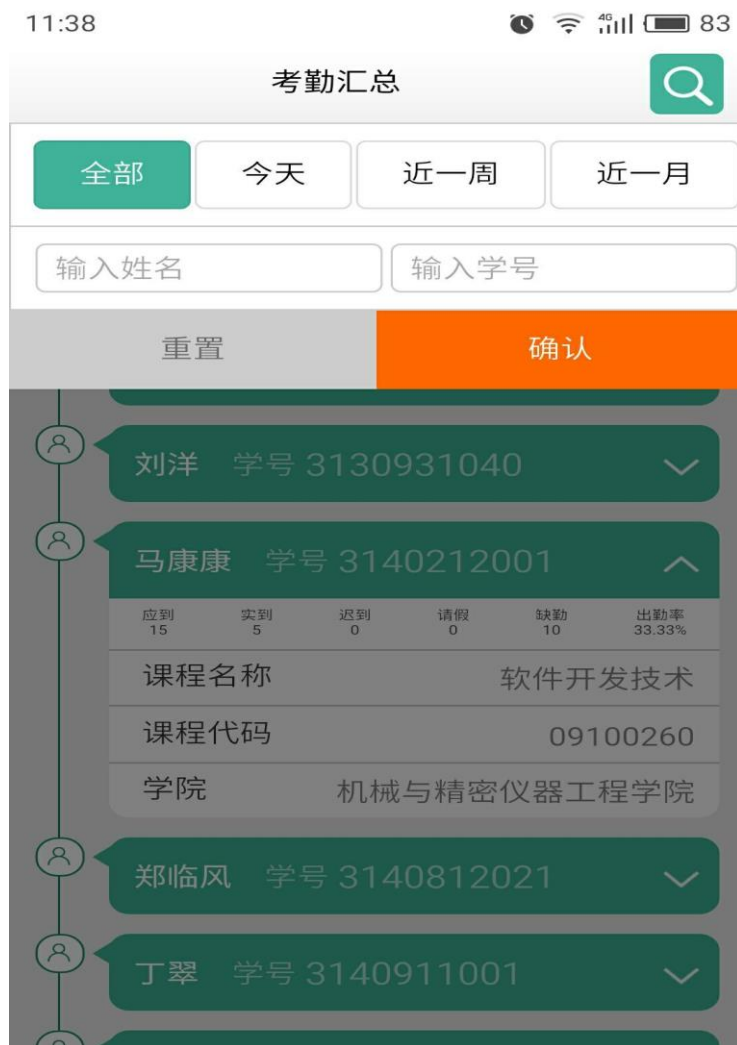 11:38 4G 83
考勤汇总
全部 今天 近一周 近一月
输入姓名 输入学号
重置 确认
刘洋 学号 3130931040
马康康 学号 3140212001
应到 实到 迟到 请假 缺勤 出勤率
15 5 0 0 10 33.33%
课程名称 软件开发技术
课程代码 09100260
学院 机械与精密仪器工程学院
郑临风 学号 3140812021
丁翠 学号 3140911001